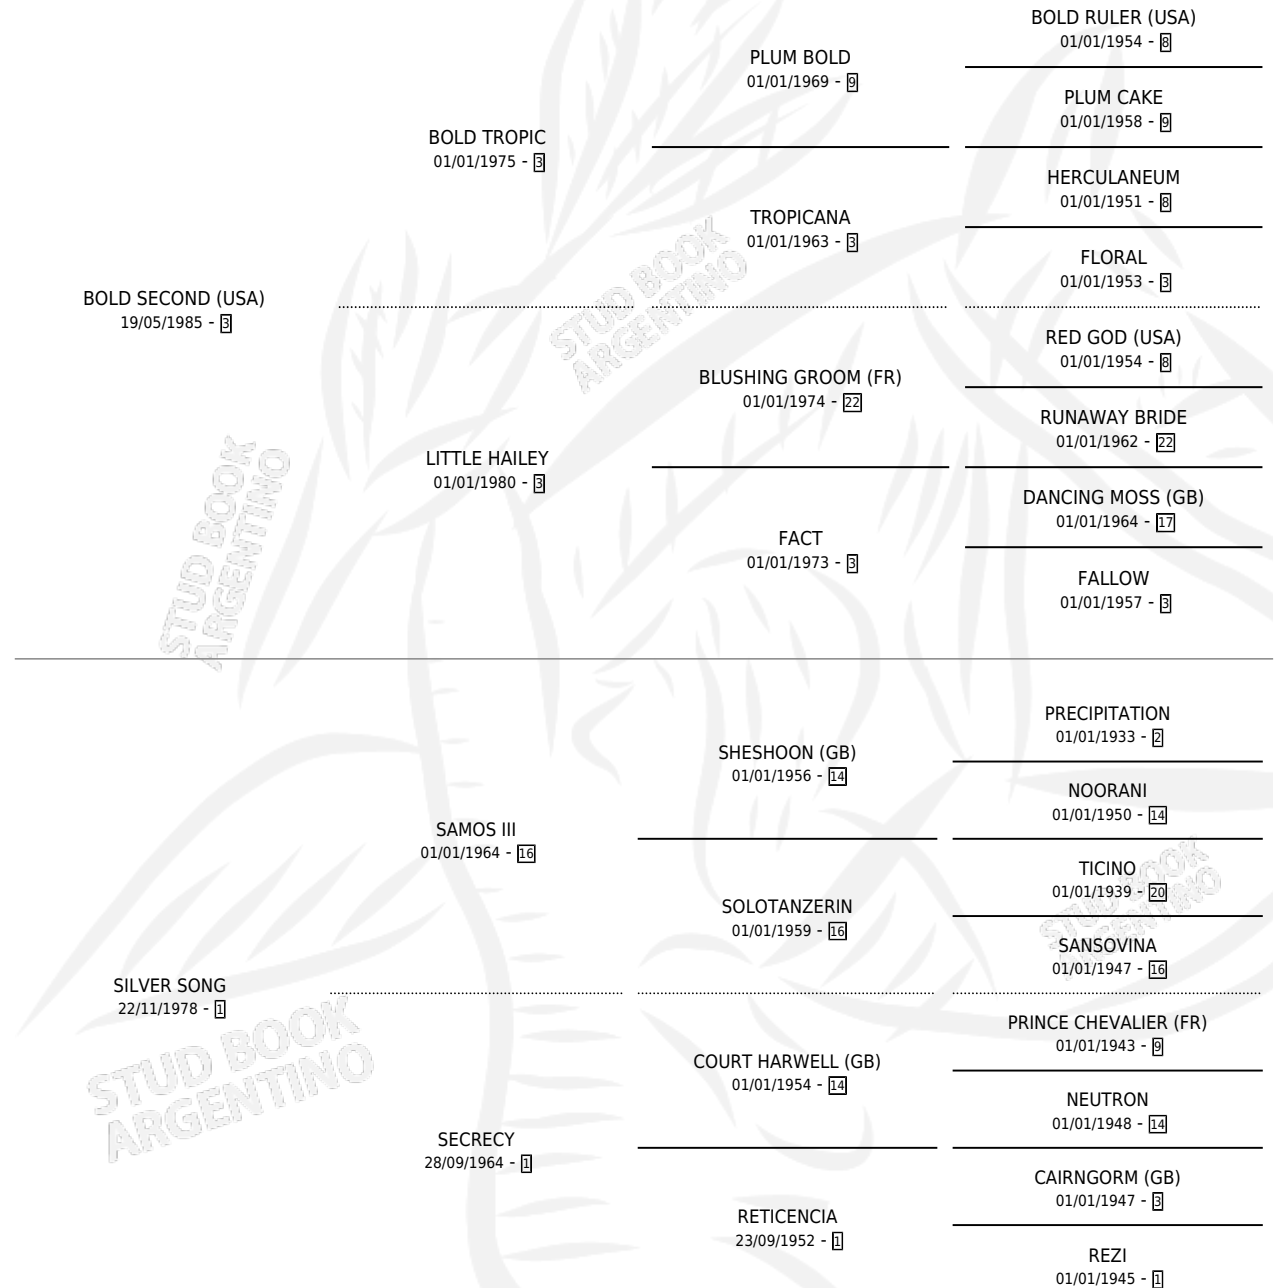 BOLD RULER (USA)
01/01/1954 - 8
PLUM BOLD
01/01/1969 - 9
PLUM CAKE
01/01/1958 - 9
BOLD TROPIC
01/01/1975 - 3
HERCULANEUM
01/01/1951 - 8
TROPICANA
01/01/1963 - 3
FLORAL
01/01/1953 - 3
BOLD SECOND (USA)
19/05/1985 - 3
RED GOD (USA)
01/01/1954 - 8
BLUSHING GROOM (FR)
01/01/1974 - 22
RUNAWAY BRIDE
01/01/1962 - 22
LITTLE HAILEY
01/01/1980 - 3
DANCING MOSS (GB)
01/01/1964 - 17
FACT
01/01/1973 - 3
FALLOW
01/01/1957 - 3
PRECIPITATION
01/01/1933 - 2
SHESHOON (GB)
01/01/1956 - 14
NOORANI
01/01/1950 - 14
SAMOS III
01/01/1964 - 16
TICINO
01/01/1939 - 20
SOLOTANZERIN
01/01/1959 - 16
SANSOVINA
01/01/1947 - 16
SILVER SONG
22/11/1978 - 1
PRINCE CHEVALIER (FR)
01/01/1943 - 9
COURT HARWELL (GB)
01/01/1954 - 14
NEUTRON
01/01/1948 - 14
SECRECY
28/09/1964 - 1
CAIRNGORM (GB)
01/01/1947 - 3
RETICENCIA
23/09/1952 - 1
REZI
01/01/1945 - 1
STUD BOOK
ARGENTINO
STUD BOOK
ARGENTINO
STUD BOOK
ARGENTINO
STUD BOOK
ARGENTINO